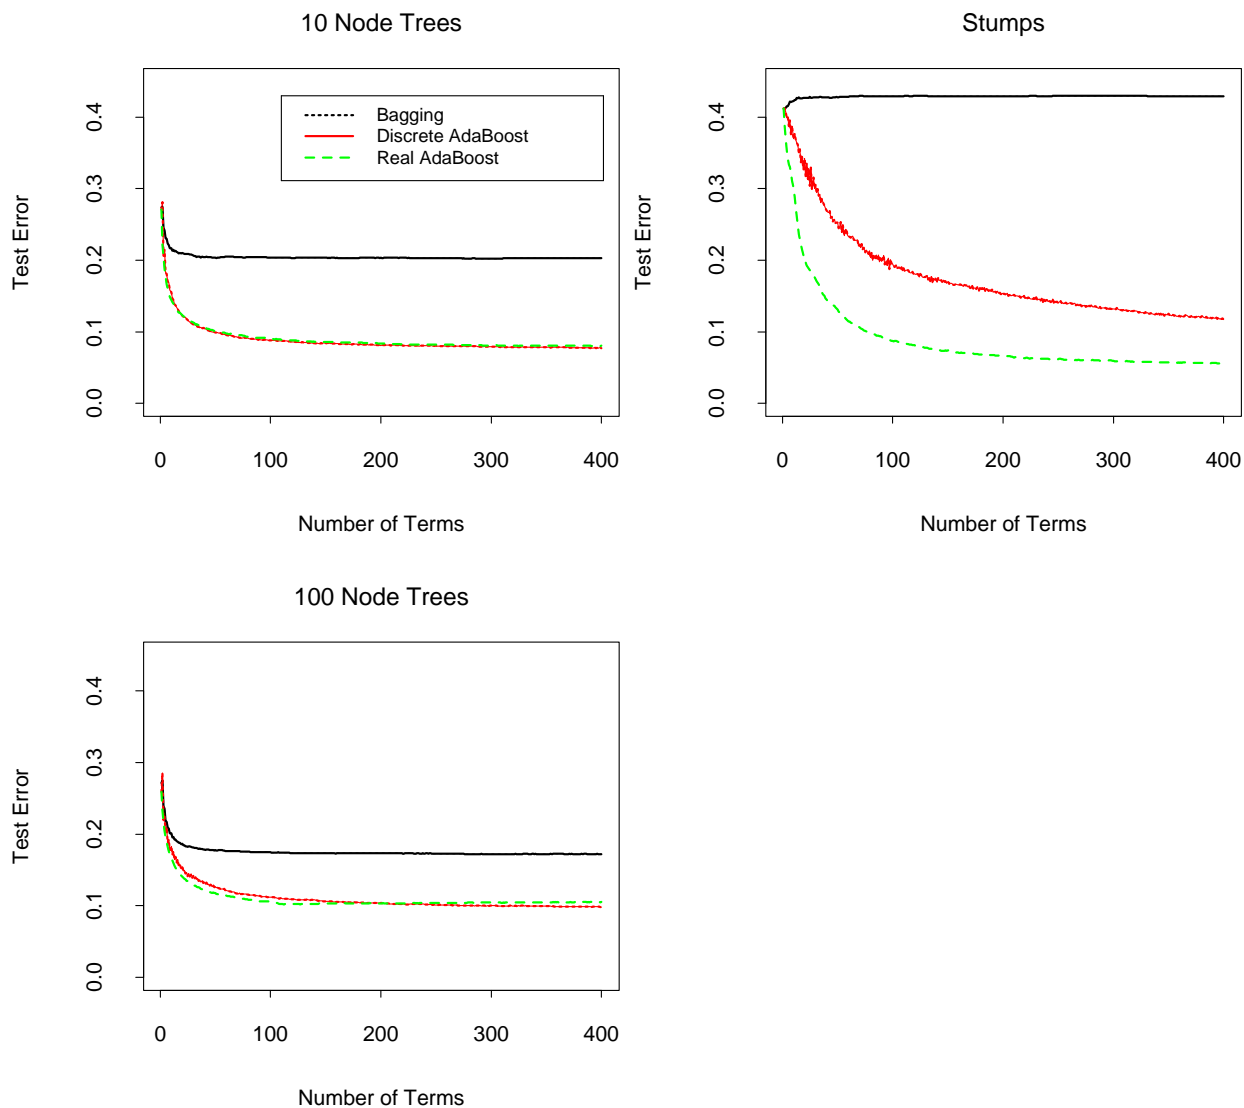 10 Node Trees
Test Error
0.0 0.1 0.2 0.3 0.4
Bagging
Discrete AdaBoost
Real AdaBoost
0 100 200 300 400
Number of Terms
Stumps
Test Error
0.0 0.1 0.2 0.3 0.4
0 100 200 300 400
Number of Terms
100 Node Trees
Test Error
0.0 0.1 0.2 0.3 0.4
0 100 200 300 400
Number of Terms